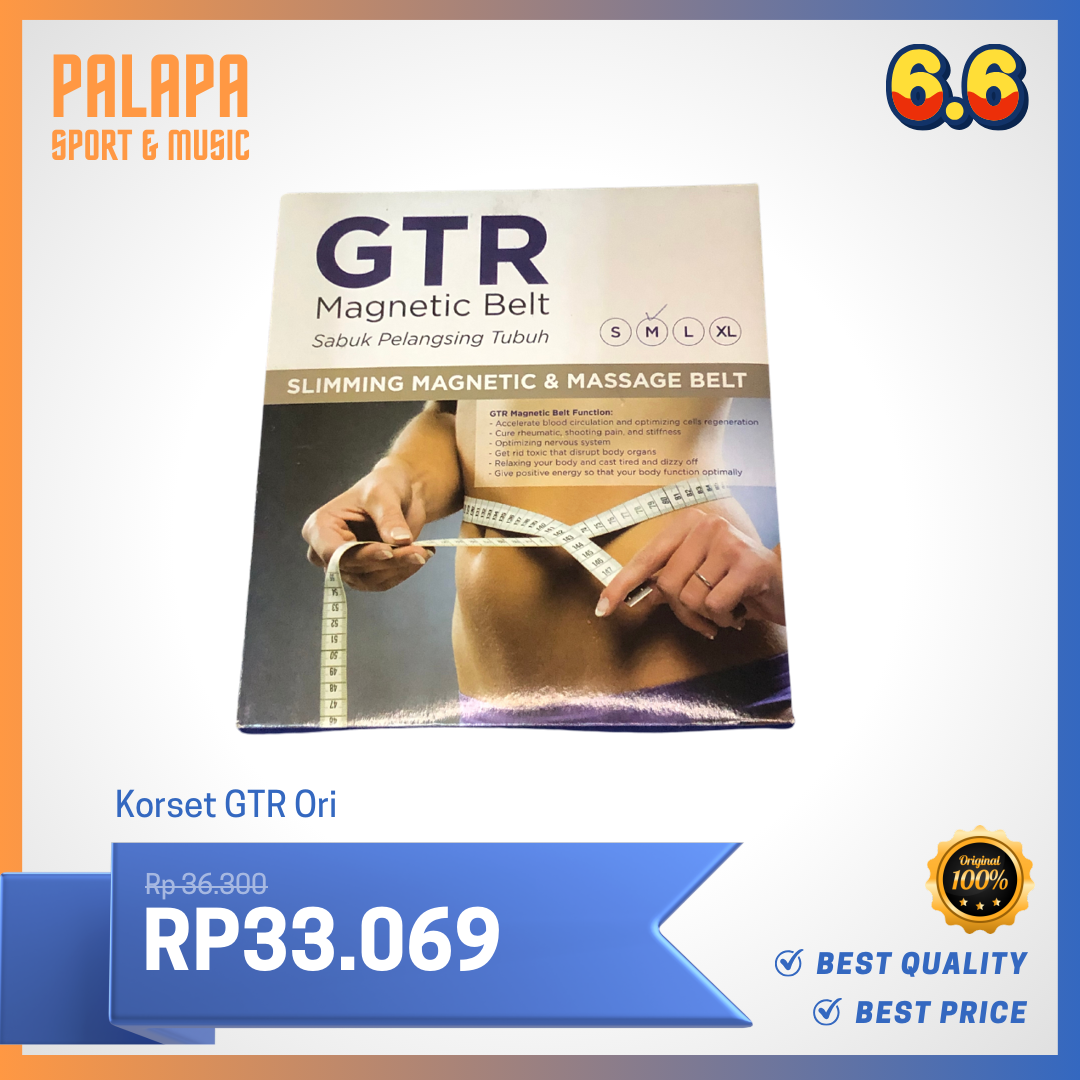 PALAPA
SPORT & MUSIC
6.6
GTR
Magnetic Belt
Sabuk Pelangsing Tubuh
S M L XL
SLIMMING MAGNETIC & MASSAGE BELT
GTR Magnetic Belt Function:
- Accelerate blood circulation and optimizing cells regeneration
- Cure rheumatic, shooting pain, and stiffness
- Optimizing nervous system
- Get rid toxic that disrupt body organs
- Relaxing your body and cast tired and dizzy off
- Give positive energy so that your body function optimally
Korset GTR Ori
Rp 36.300
RP33.069
Original
100%
BEST QUALITY
BEST PRICE